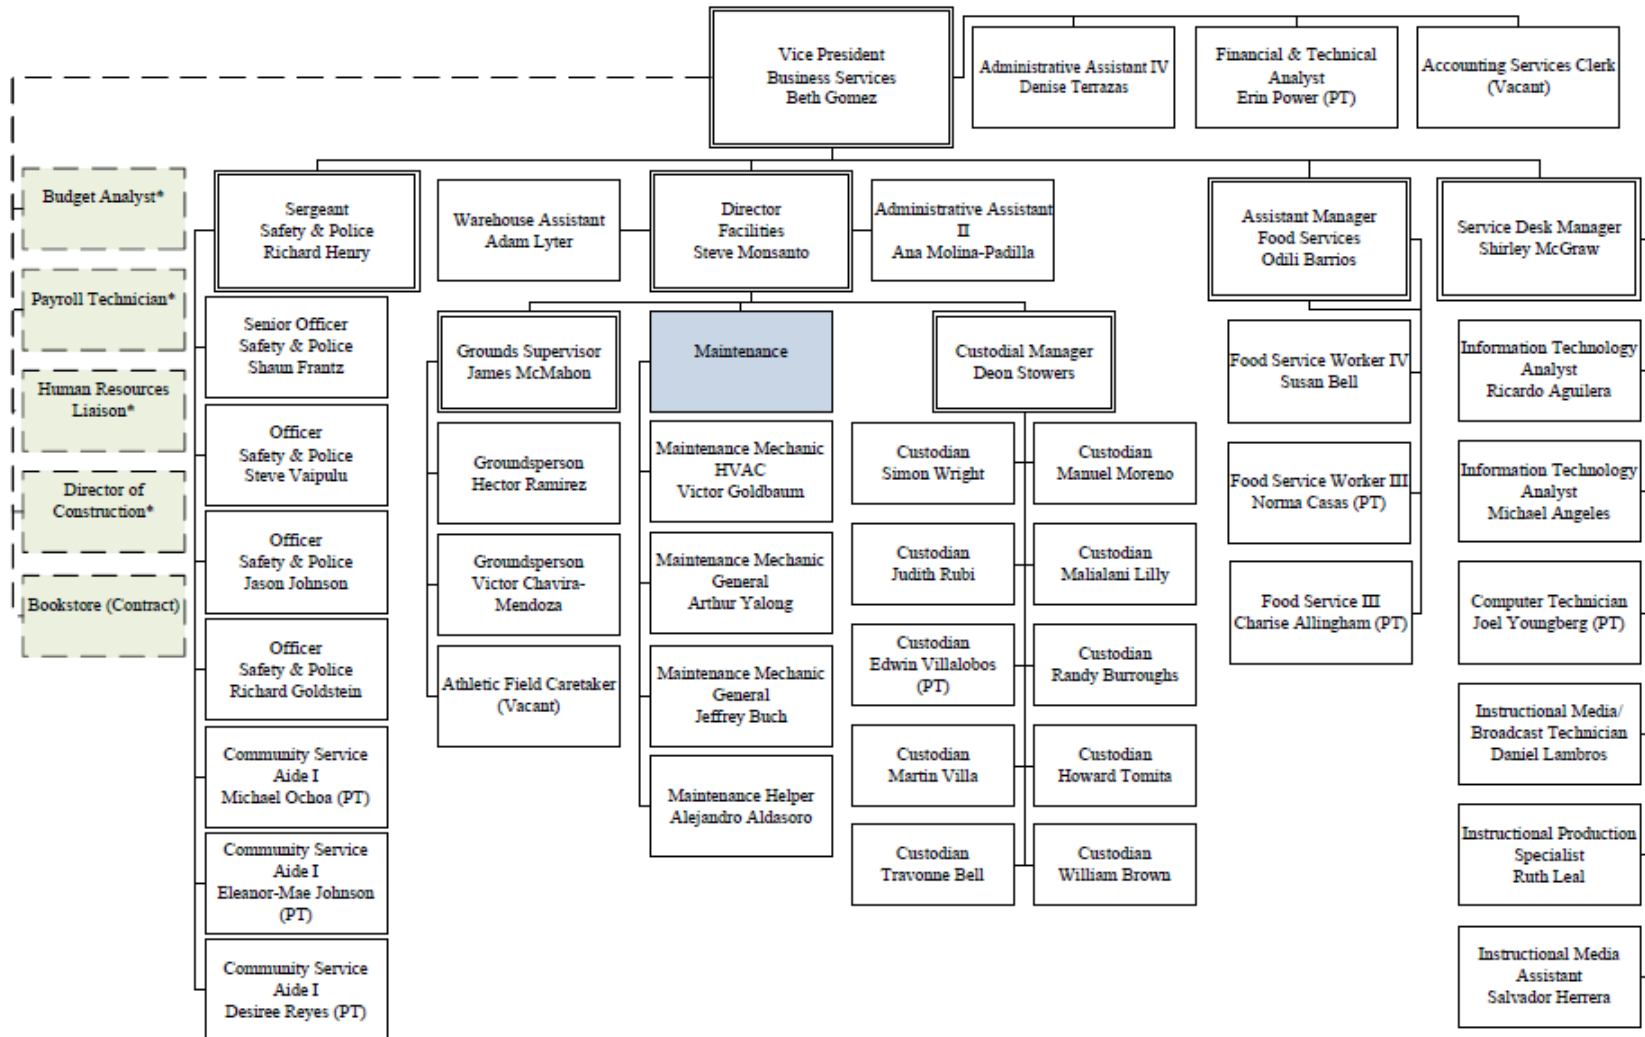 Vice President
Business Services
Beth Gomez
Administrative Assistant IV
Denise Terrazas
Financial & Technical
Analyst
Erin Power (PT)
Accounting Services Clerk
(Vacant)
Budget Analyst*
Payroll Technician*
Human Resources
Liaison*
Director of
Construction*
Bookstore (Contract)
Sergeant
Safety & Police
Richard Henry
Senior Officer
Safety & Police
Shaun Frantz
Officer
Safety & Police
Steve Vaipulu
Officer
Safety & Police
Jason Johnson
Officer
Safety & Police
Richard Goldstein
Community Service
Aide I
Michael Ochoa (PT)
Community Service
Aide I
Eleanor-Mae Johnson
(PT)
Community Service
Aide I
Desiree Reyes (PT)
Warehouse Assistant
Adam Lyter
Director
Facilities
Steve Monsanto
Administrative Assistant
II
Ana Molina-Padilla
Grounds Supervisor
James McMahon
Groundsperson
Hector Ramirez
Groundsperson
Victor Chavira-
Mendoza
Athletic Field Caretaker
(Vacant)
Maintenance
Maintenance Mechanic
HVAC
Victor Goldbaum
Maintenance Mechanic
General
Arthur Yalong
Maintenance Mechanic
General
Jeffrey Buch
Maintenance Helper
Alejandro Aldasoro
Custodial Manager
Deon Stowers
Custodian
Simon Wright
Custodian
Manuel Moreno
Custodian
Judith Rubi
Custodian
Malialani Lilly
Custodian
Edwin Villalobos
(PT)
Custodian
Randy Burroughs
Custodian
Martin Villa
Custodian
Howard Tomita
Custodian
Travonne Bell
Custodian
William Brown
Assistant Manager
Food Services
Odili Barrios
Food Service Worker IV
Susan Bell
Food Service Worker III
Norma Casas (PT)
Food Service III
Charise Allingham (PT)
Service Desk Manager
Shirley McGraw
Information Technology
Analyst
Ricardo Aguilera
Information Technology
Analyst
Michael Angeles
Computer Technician
Joel Youngberg (PT)
Instructional Media/
Broadcast Technician
Daniel Lambros
Instructional Production
Specialist
Ruth Leal
Instructional Media
Assistant
Salvador Herrera